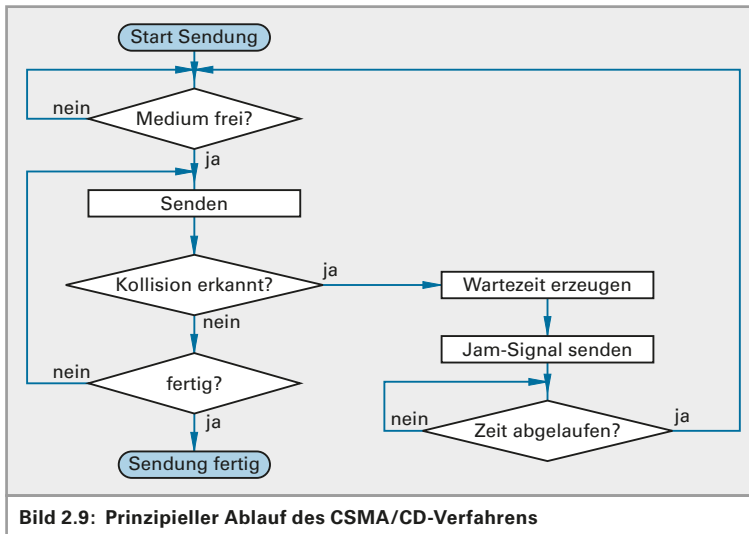 Start Sendung
nein
Medium frei?
ja
Senden
Kollision erkannt?
ja
Wartezeit erzeugen
nein
Jam-Signal senden
nein
fertig?
nein
Zeit abgelaufen?
ja
ja
Sendung fertig
Bild 2.9: Prinzipieller Ablauf des CSMA/CD-Verfahrens